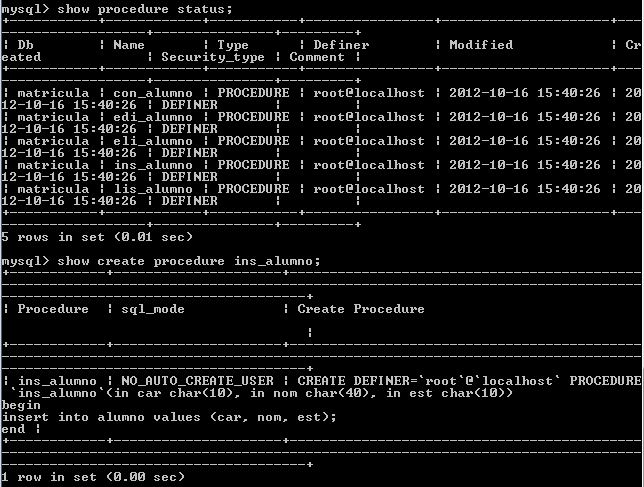 mysql> show procedure status;
+-----------+------------+-----------+----------------+---------------------+---
------------------+---------------+---------+
| Db        | Name       | Type      | Definer        | Modified            | Cr
eated             | Security_type | Comment |
+-----------+------------+-----------+----------------+---------------------+---
------------------+---------------+---------+
| matricula | con_alumno | PROCEDURE | root@localhost | 2012-10-16 15:40:26 | 20
12-10-16 15:40:26 | DEFINER       |         |
| matricula | edi_alumno | PROCEDURE | root@localhost | 2012-10-16 15:40:26 | 20
12-10-16 15:40:26 | DEFINER       |         |
| matricula | eli_alumno | PROCEDURE | root@localhost | 2012-10-16 15:40:26 | 20
12-10-16 15:40:26 | DEFINER       |         |
| matricula | ins_alumno | PROCEDURE | root@localhost | 2012-10-16 15:40:26 | 20
12-10-16 15:40:26 | DEFINER       |         |
| matricula | lis_alumno | PROCEDURE | root@localhost | 2012-10-16 15:40:26 | 20
12-10-16 15:40:26 | DEFINER       |         |
+-----------+------------+-----------+----------------+---------------------+---
------------------+---------------+---------+
5 rows in set (0.01 sec)
mysql> show create procedure ins_alumno;
| Procedure  | sql_mode            | Create Procedure
|
| ins_alumno | NO_AUTO_CREATE_USER | CREATE DEFINER=`root`@`localhost` PROCEDURE
`ins_alumno`(in car char(10), in nom char(40), in est char(10))
begin
insert into alumno values (car, nom, est);
end |
1 row in set (0.00 sec)